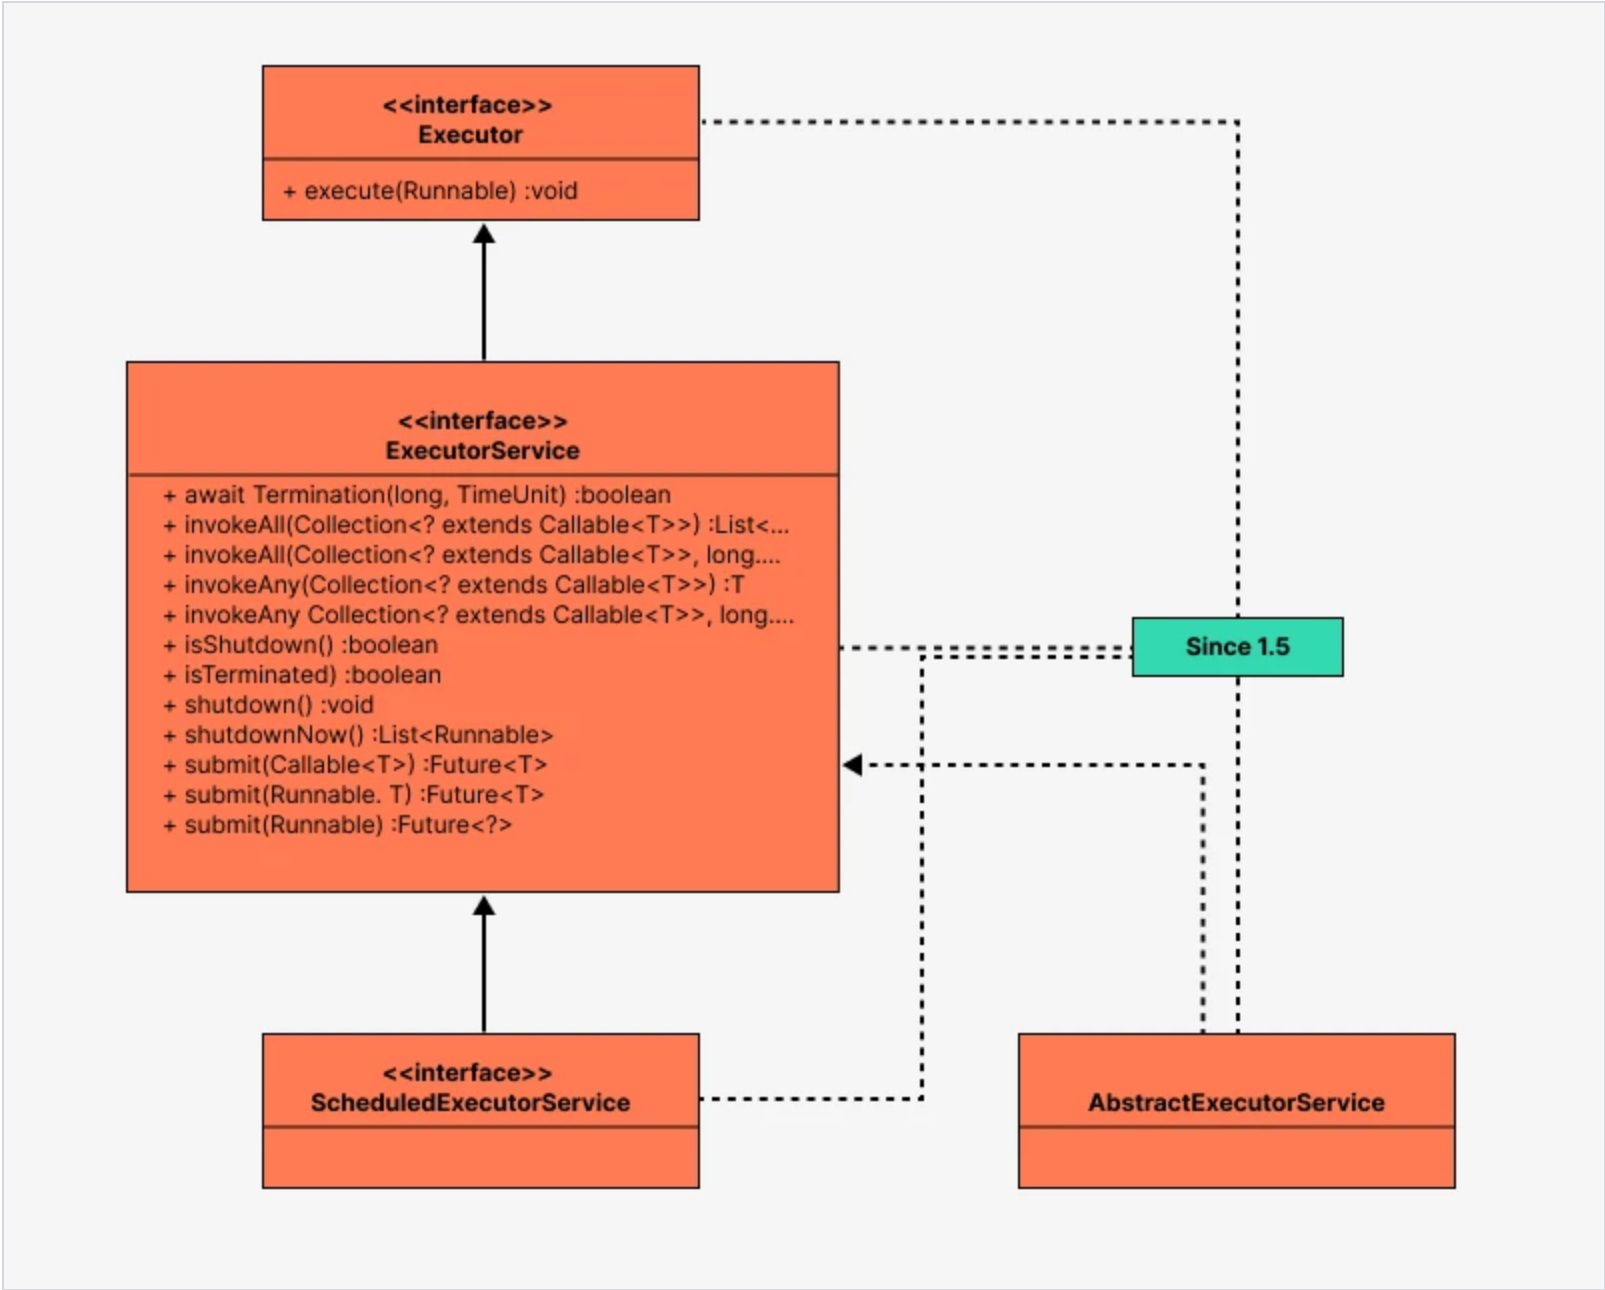 <<interface>>
Executor
+ execute(Runnable) :void
<<interface>>
ExecutorService
+ await Termination(long, TimeUnit) :boolean
+ invokeAll(Collection<? extends Callable<T>>) :List<...
+ invokeAll(Collection<? extends Callable<T>>, long....
+ invokeAny(Collection<? extends Callable<T>>) :T
+ invokeAny Collection<? extends Callable<T>>, long....
+ isShutdown() :boolean
+ isTerminated) :boolean
+ shutdown() :void
+ shutdownNow() :List<Runnable>
+ submit(Callable<T>) :Future<T>
+ submit(Runnable. T) :Future<T>
+ submit(Runnable) :Future<?>
Since 1.5
<<interface>>
ScheduledExecutorService
AbstractExecutorService